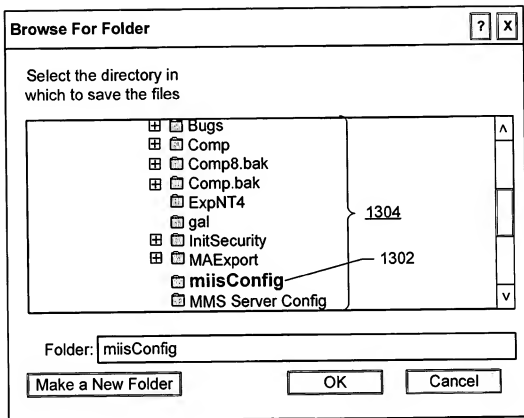 Browse For Folder ? X
Select the directory in
which to save the files
Bugs
Comp
Comp8.bak
Comp.bak
ExpNT4
gal
1304
InitSecurity
MAExport
1302
miisConfig
MMS Server Config
Folder: miisConfig
Make a New Folder OK Cancel